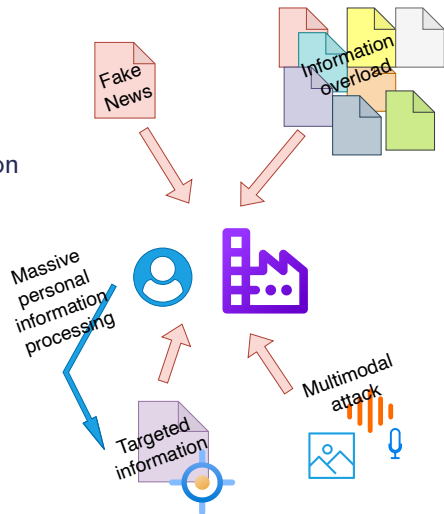 Fake
News
Information
overload
on
Massive
personal
information
processing
Multimodal
attack
Targeted
information